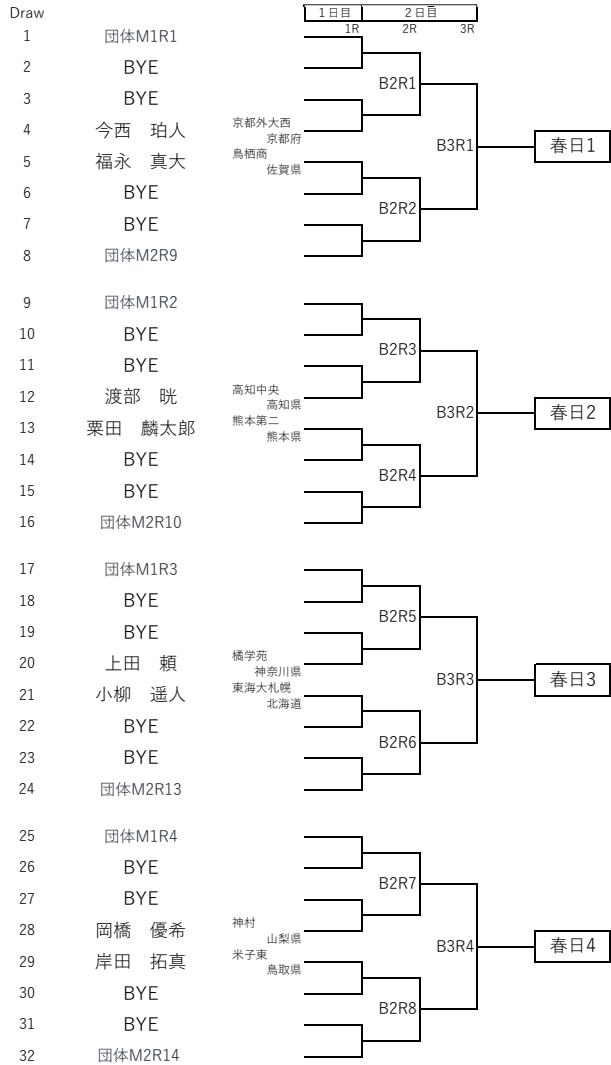 Draw 1日目 2日目
1R 2R 3R
1 団体M1R1
2 BYE
B2R1
3 BYE
4 今西 珀人 京都外大西
京都府
B3R1 春日1
5 福永 真大 鳥栖商
佐賀県
6 BYE
B2R2
7 BYE
8 団体M2R9
9 団体M1R2
10 BYE
B2R3
11 BYE
12 渡部 晄 高知中央
高知県
B3R2 春日2
13 粟田 麟太郎 熊本第二
熊本県
14 BYE
B2R4
15 BYE
16 団体M2R10
17 団体M1R3
18 BYE
B2R5
19 BYE
20 上田 頼 橘学苑
神奈川県
B3R3 春日3
21 小柳 遥人 東海大札幌
北海道
22 BYE
B2R6
23 BYE
24 団体M2R13
25 団体M1R4
26 BYE
B2R7
27 BYE
28 岡橋 優希 神村
山梨県
B3R4 春日4
29 岸田 拓真 米子東
鳥取県
30 BYE
B2R8
31 BYE
32 団体M2R14